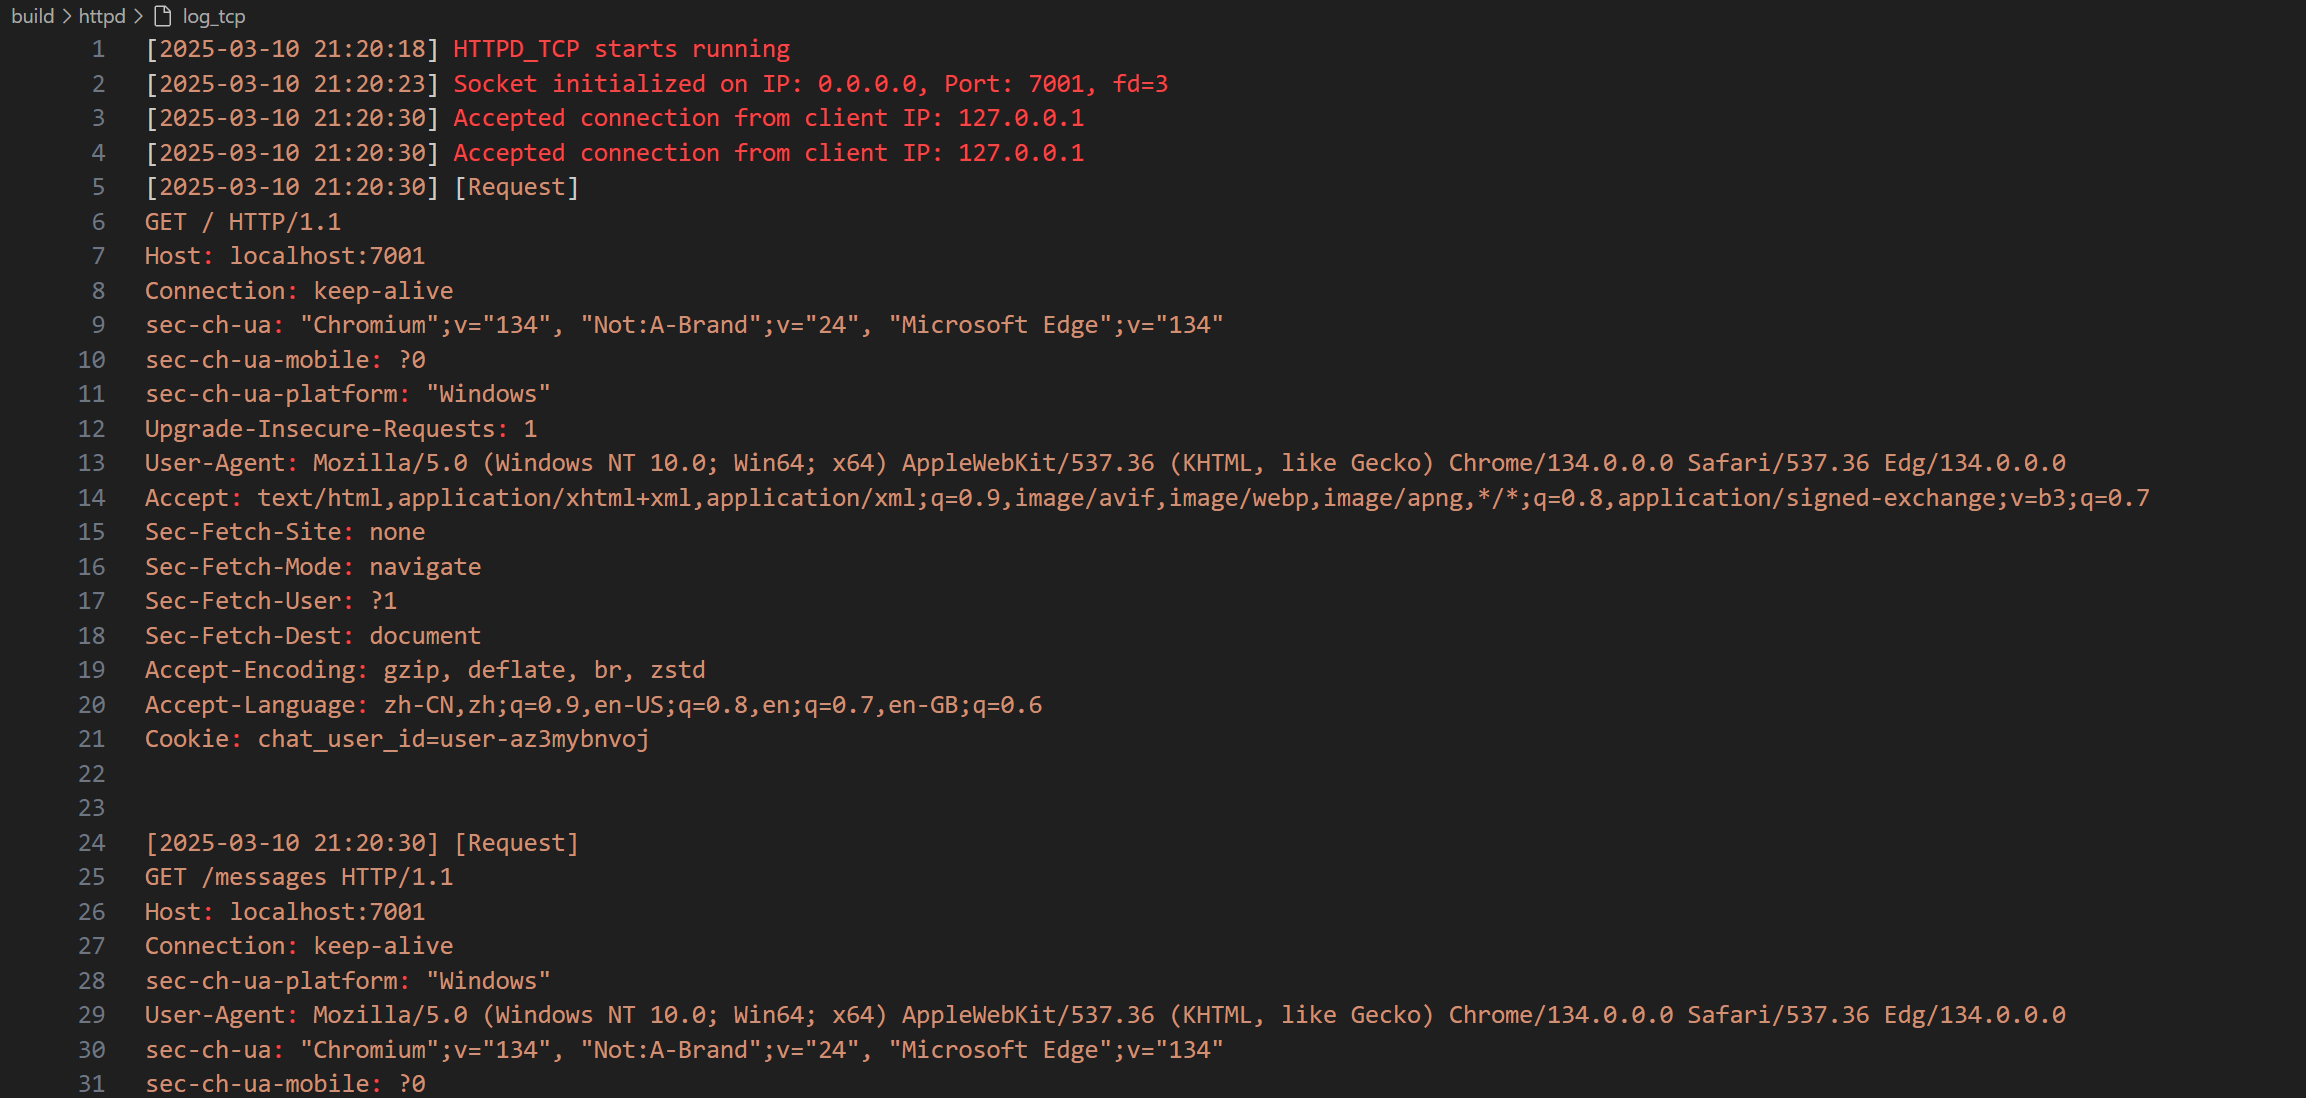 build > httpd > log_tcp
1 [2025-03-10 21:20:18] HTTPD_TCP starts running
2 [2025-03-10 21:20:23] Socket initialized on IP: 0.0.0.0, Port: 7001, fd=3
3 [2025-03-10 21:20:30] Accepted connection from client IP: 127.0.0.1
4 [2025-03-10 21:20:30] Accepted connection from client IP: 127.0.0.1
5 [2025-03-10 21:20:30] [Request]
6 GET / HTTP/1.1
7 Host: localhost:7001
8 Connection: keep-alive
9 sec-ch-ua: "Chromium";v="134", "Not:A-Brand";v="24", "Microsoft Edge";v="134"
10 sec-ch-ua-mobile: ?0
11 sec-ch-ua-platform: "Windows"
12 Upgrade-Insecure-Requests: 1
13 User-Agent: Mozilla/5.0 (Windows NT 10.0; Win64; x64) AppleWebKit/537.36 (KHTML, like Gecko) Chrome/134.0.0.0 Safari/537.36 Edg/134.0.0.0
14 Accept: text/html,application/xhtml+xml,application/xml;q=0.9,image/avif,image/webp,image/apng,*/*;q=0.8,application/signed-exchange;v=b3;q=0.7
15 Sec-Fetch-Site: none
16 Sec-Fetch-Mode: navigate
17 Sec-Fetch-User: ?1
18 Sec-Fetch-Dest: document
19 Accept-Encoding: gzip, deflate, br, zstd
20 Accept-Language: zh-CN,zh;q=0.9,en-US;q=0.8,en;q=0.7,en-GB;q=0.6
21 Cookie: chat_user_id=user-az3mybnvoj
22
23
24 [2025-03-10 21:20:30] [Request]
25 GET /messages HTTP/1.1
26 Host: localhost:7001
27 Connection: keep-alive
28 sec-ch-ua-platform: "Windows"
29 User-Agent: Mozilla/5.0 (Windows NT 10.0; Win64; x64) AppleWebKit/537.36 (KHTML, like Gecko) Chrome/134.0.0.0 Safari/537.36 Edg/134.0.0.0
30 sec-ch-ua: "Chromium";v="134", "Not:A-Brand";v="24", "Microsoft Edge";v="134"
31 sec-ch-ua-mobile: ?0